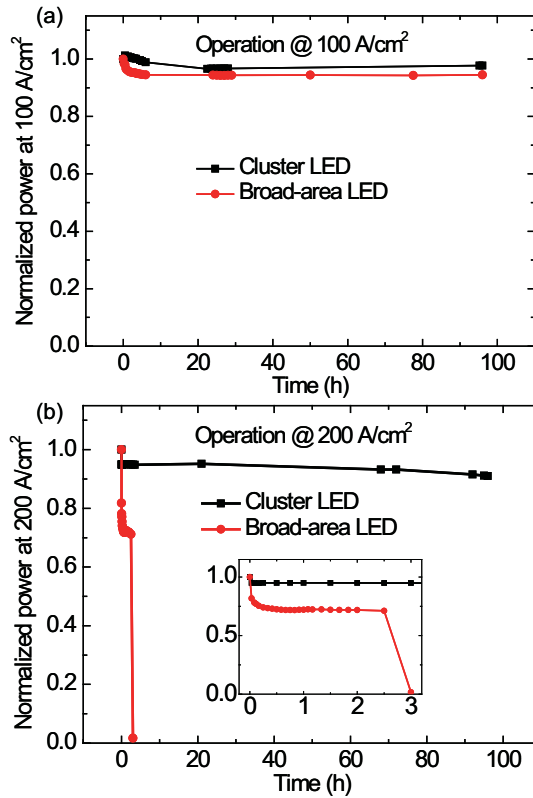 (a)
Operation @ 100 A/cm²
Normalized power at 100 A/cm²
1.0
0.8
0.6
0.4
0.2
0.0
Cluster LED
Broad-area LED
0 20 40 60 80 100
Time (h)
(b)
Operation @ 200 A/cm²
Normalized power at 200 A/cm²
1.0
0.8
0.6
0.4
0.2
0.0
Cluster LED
Broad-area LED
1.0
0.5
0.0
0 1 2 3
0 20 40 60 80 100
Time (h)